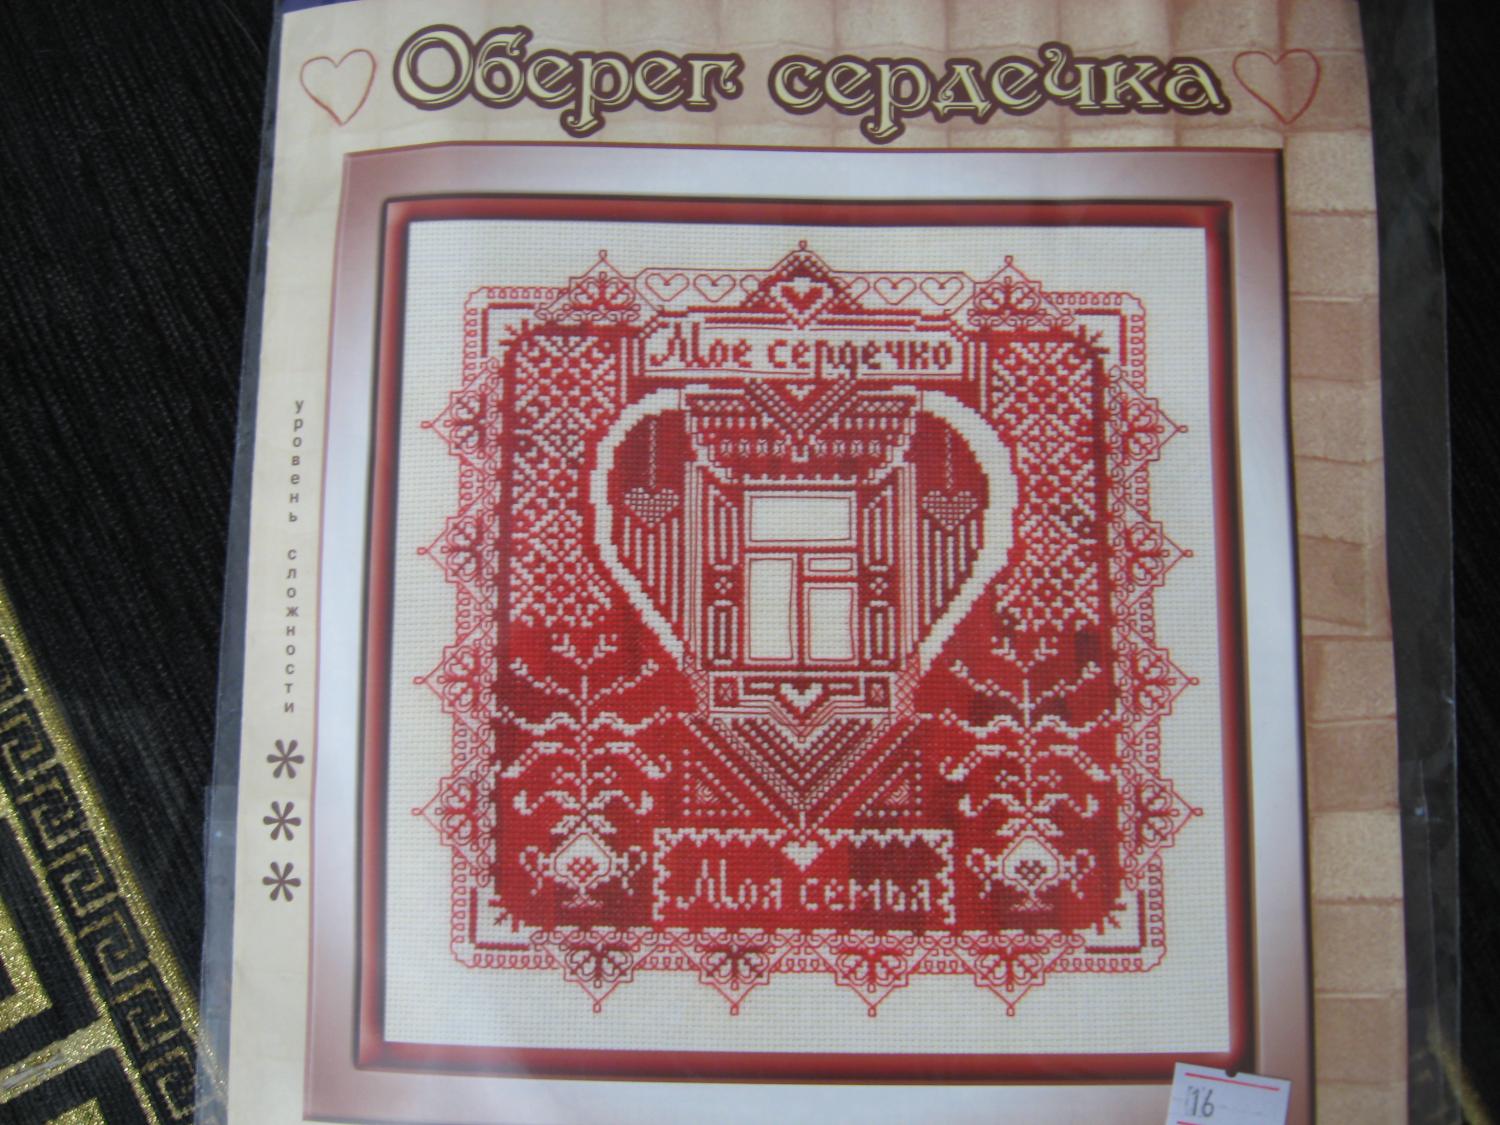 Оберег сердечка
Мое сердечко
уровень сложности
* * *
Моя семья
16